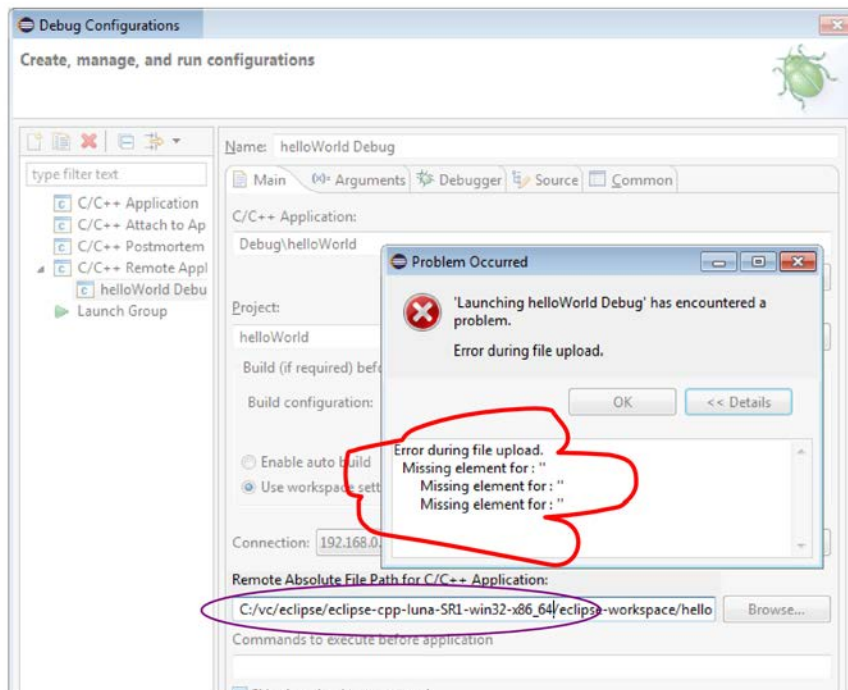 Debug Configurations
Create, manage, and run configurations
Name: helloWorld Debug
type filter text
Main (x)= Arguments Debugger Source Common
C/C++ Application
C/C++ Attach to Ap
C/C++ Postmortem
C/C++ Remote Appl
helloWorld Debu
Launch Group
C/C++ Application:
Debug\helloWorld
Project:
helloWorld
Build (if required) befo
Build configuration:
Enable auto build
Use workspace sett
Connection: 192.168.0.
Remote Absolute File Path for C/C++ Application:
C:/vc/eclipse/eclipse-cpp-luna-SR1-win32-x86_64/eclipse-workspace/hello
Browse...
Commands to execute before application
Problem Occurred
'Launching helloWorld Debug' has encountered a
problem.
Error during file upload.
OK
<< Details
Error during file upload.
Missing element for : ''
Missing element for : ''
Missing element for : ''